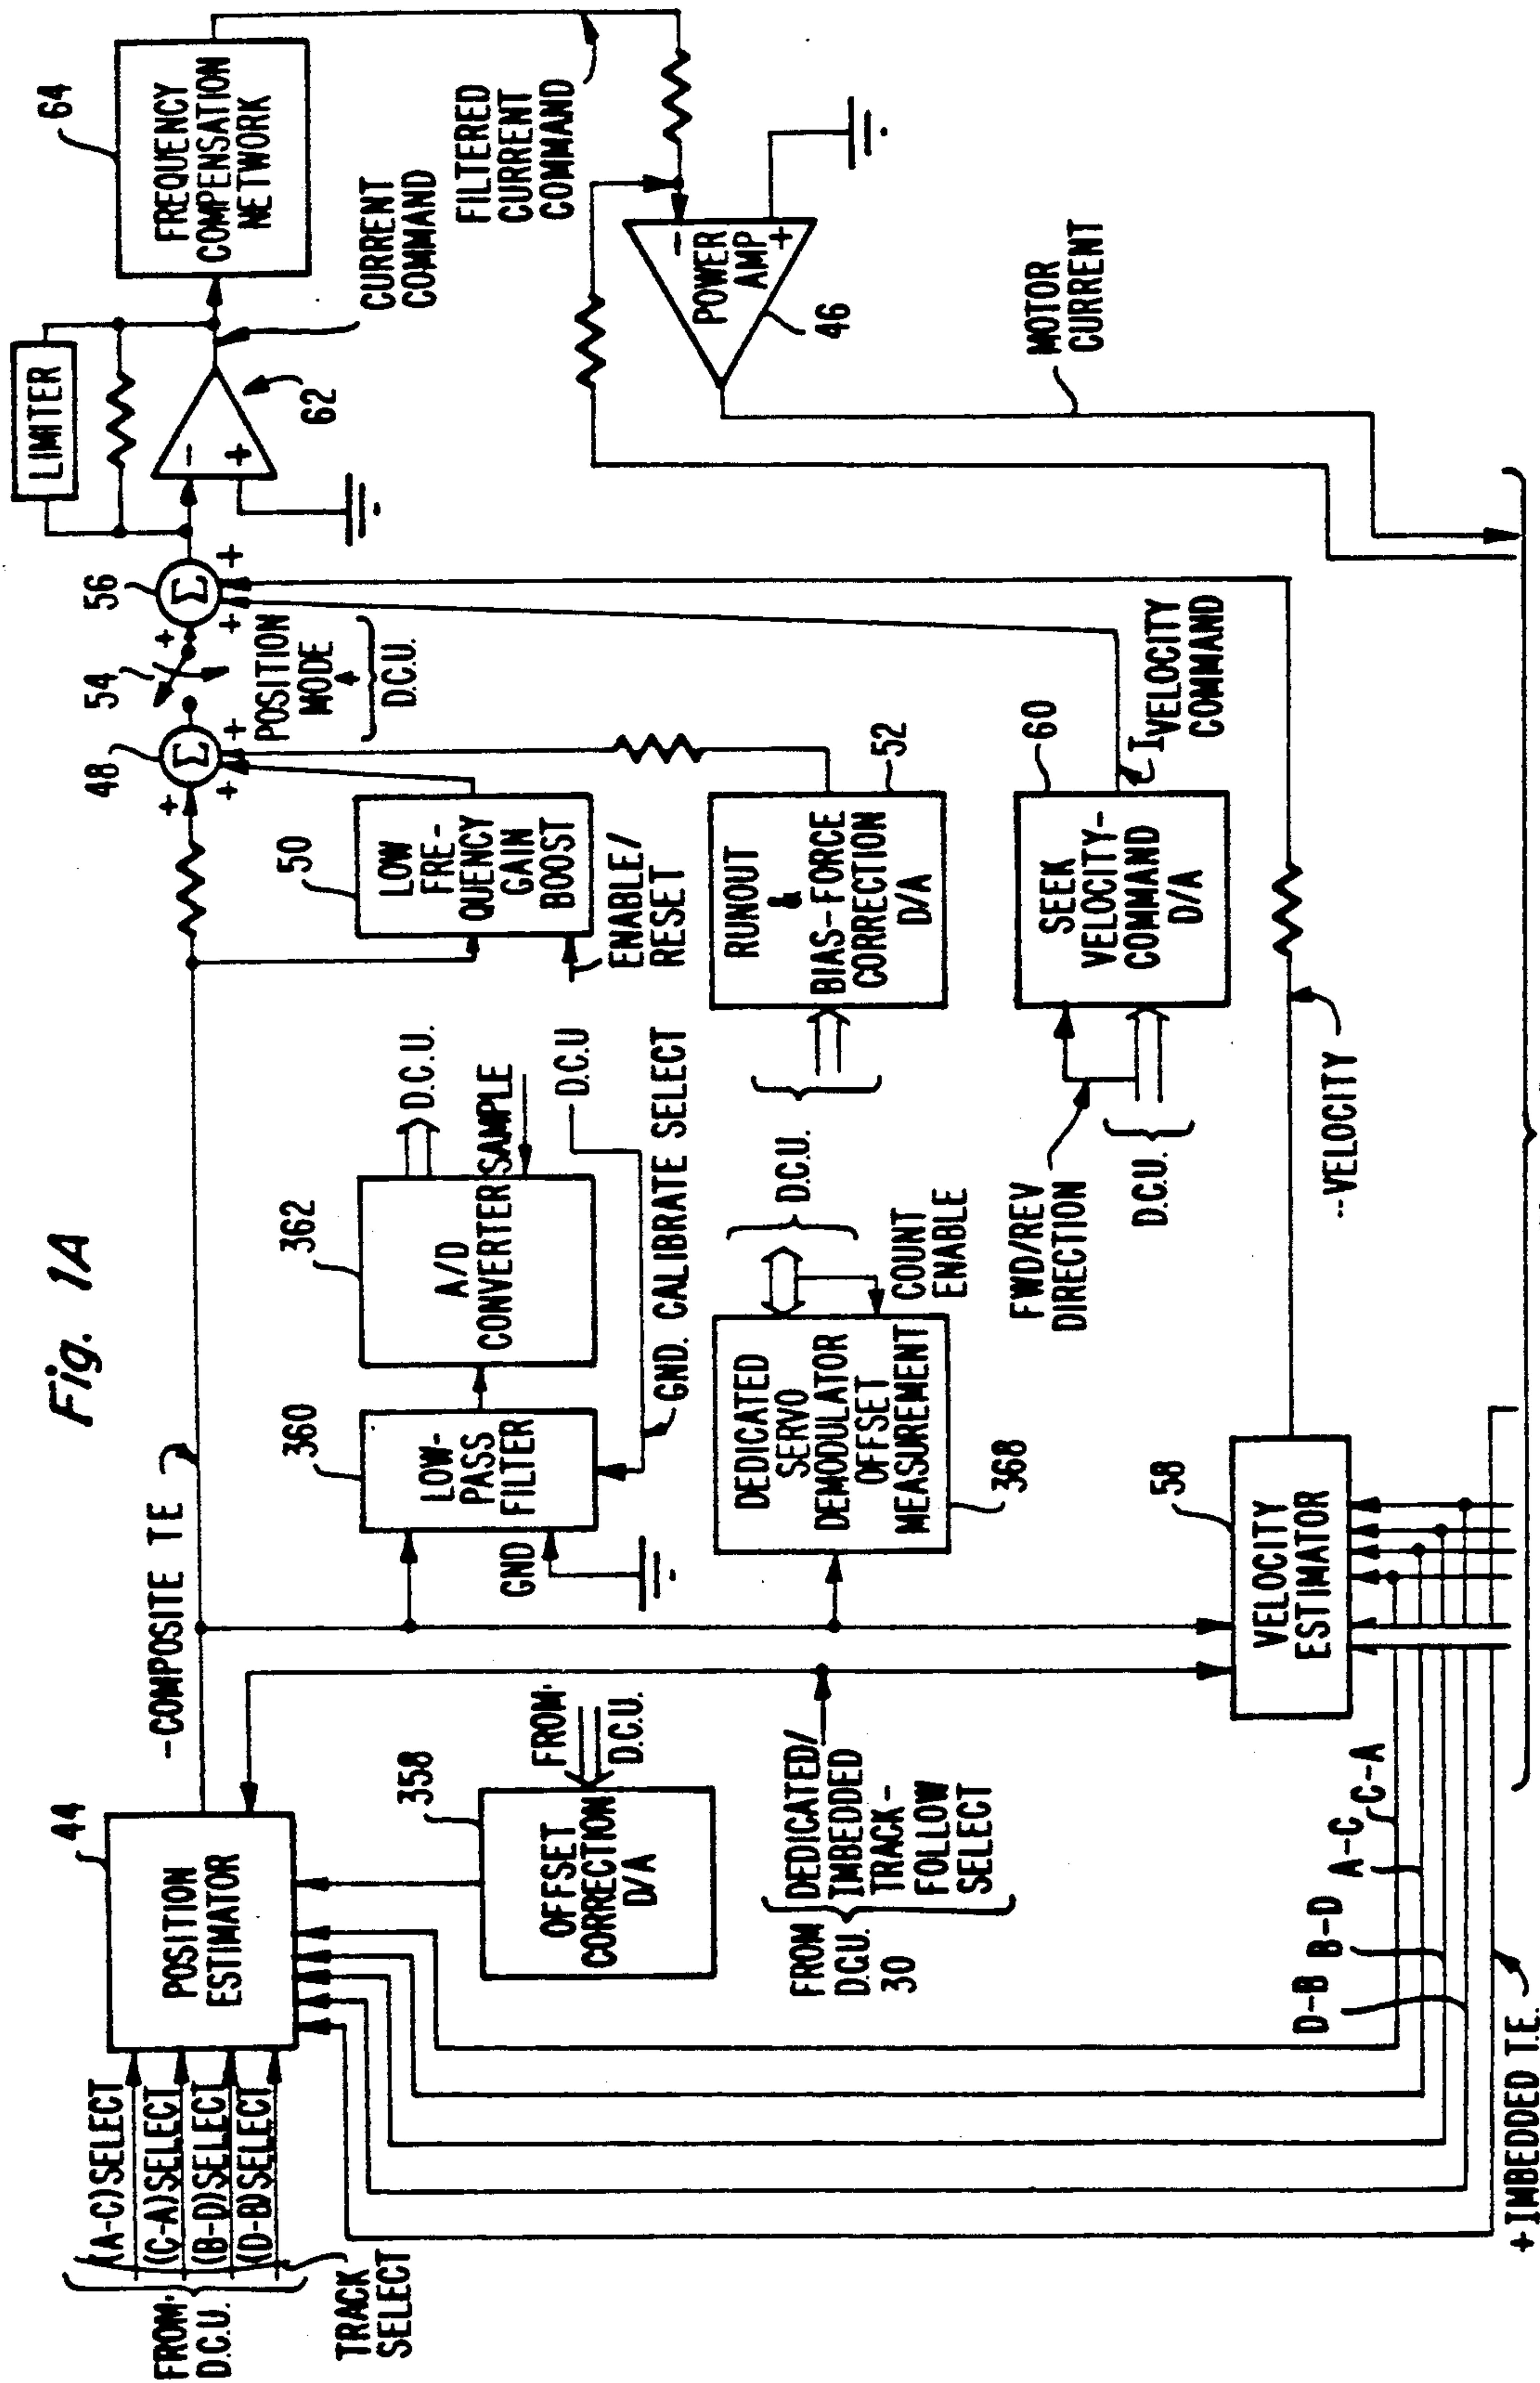 Fig. 1A
(A-C)SELECT
(C-A)SELECT
(B-D)SELECT
(D-B)SELECT
FROM
D.C.U.
TRACK
SELECT
44
POSITION
ESTIMATOR
-COMPOSITE TE
358
OFFSET
CORRECTION
D/A
FROM
D.C.U.
DEDICATED/
IMBEDDED
TRACK-
FOLLOW
SELECT
FROM
D.C.U.
30
D-B
B-D
A-C
C-A
+IMBEDDED T.E.
360
LOW-
PASS
FILTER
GND
362
A/D
CONVERTER
D.C.U.
SAMPLE
D.C.U
GND. CALIBRATE SELECT
DEDICATED
SERVO
DEMODULATOR
OFFSET
MEASUREMENT
368
D.C.U.
COUNT
ENABLE
58
VELOCITY
ESTIMATOR
--VELOCITY
50
LOW
FRE-
QUENCY
GAIN
BOOST
ENABLE/
RESET
RUNOUT
&
BIAS-FORCE
CORRECTION
D/A
52
SEEK
VELOCITY-
COMMAND
D/A
60
FWD/REV
DIRECTION
D.C.U.
VELOCITY
COMMAND
48
Σ
+
+
+
54
POSITION
MODE
D.C.U.
56
Σ
+
+
+
LIMITER
-
+
62
CURRENT
COMMAND
64
FREQUENCY
COMPENSATION
NETWORK
FILTERED
CURRENT
COMMAND
-
POWER
AMP
+
46
MOTOR
CURRENT